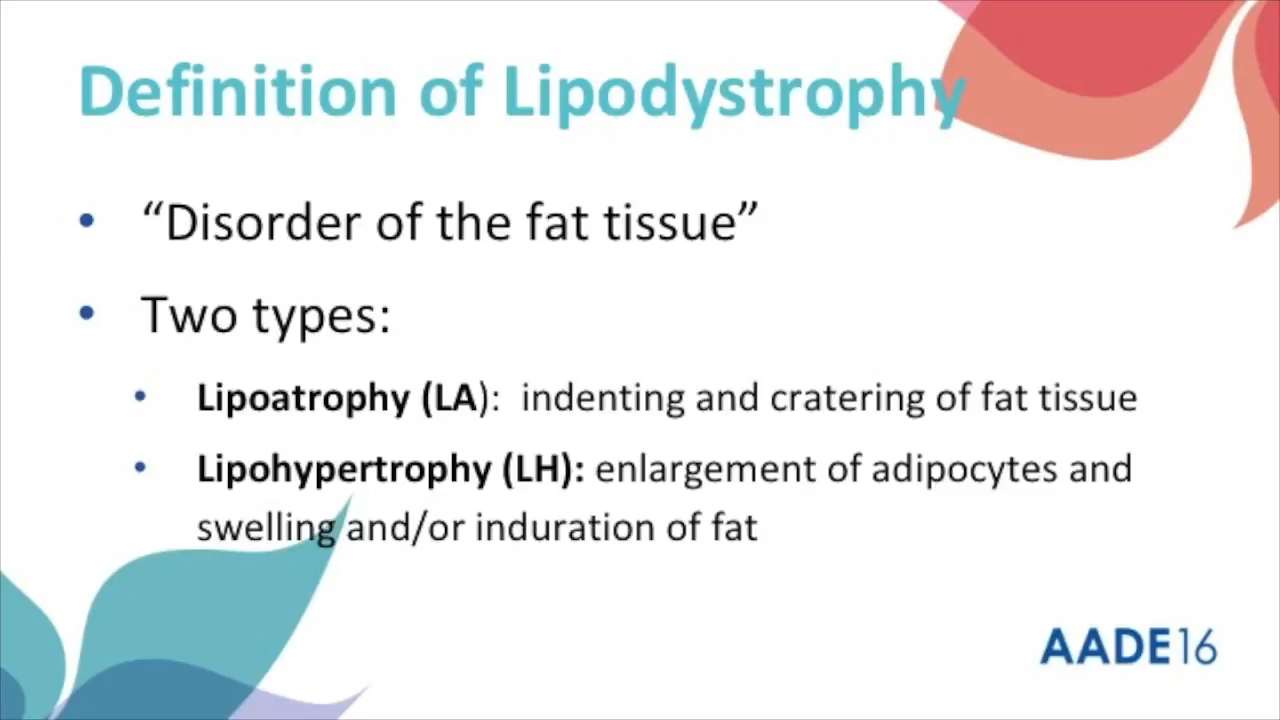 Definition of Lipodystrophy
• “Disorder of the fat tissue”
• Two types:
• Lipoatrophy (LA): indenting and cratering of fat tissue
• Lipohypertrophy (LH): enlargement of adipocytes and
swelling and/or induration of fat
AADE16